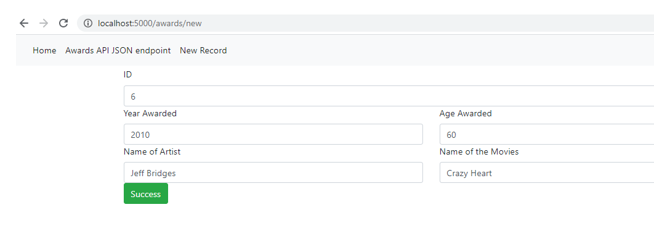 localhost:5000/awards/new
Home Awards API JSON endpoint New Record
ID
6
Year Awarded Age Awarded
2010 60
Name of Artist Name of the Movies
Jeff Bridges Crazy Heart
Success